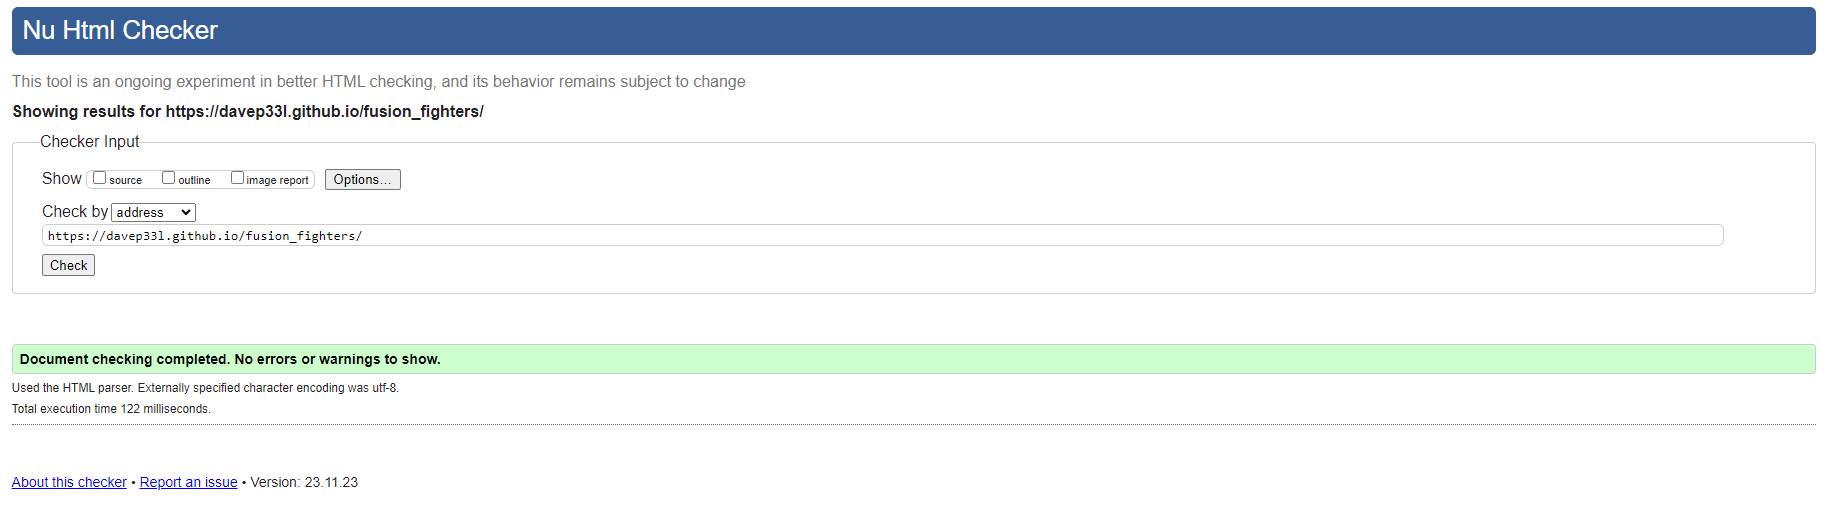 Nu Html Checker
This tool is an ongoing experiment in better HTML checking, and its behavior remains subject to change
Showing results for https://davep33l.github.io/fusion_fighters/
Checker Input
Show source outline image report Options...
Check by address
https://davep33l.github.io/fusion_fighters/
Check
Document checking completed. No errors or warnings to show.
Used the HTML parser. Externally specified character encoding was utf-8.
Total execution time 122 milliseconds.
About this checker • Report an issue • Version: 23.11.23